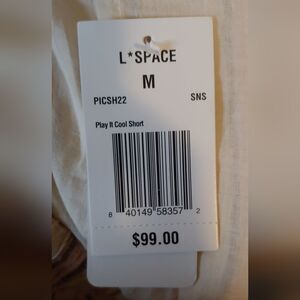 L*SPACE
M
PICSH22 SNS
Play It Cool Short
8 40149 58357 2
$99.00